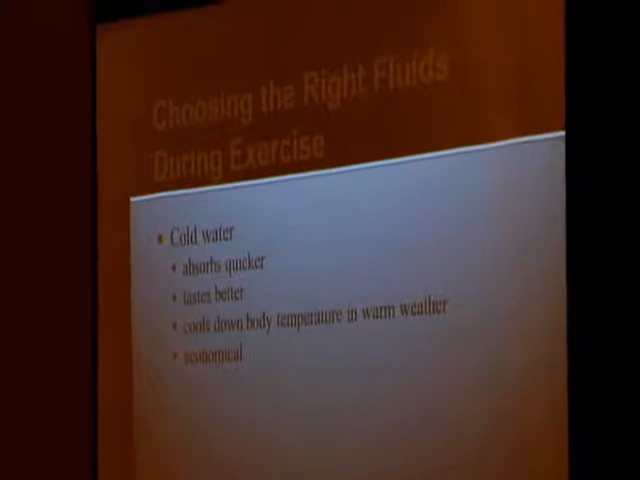 Choosing the Right Fluids
During Exercise
Cold water
absorbs quicker
tastes better
cools down body temperature in warm weather
economical